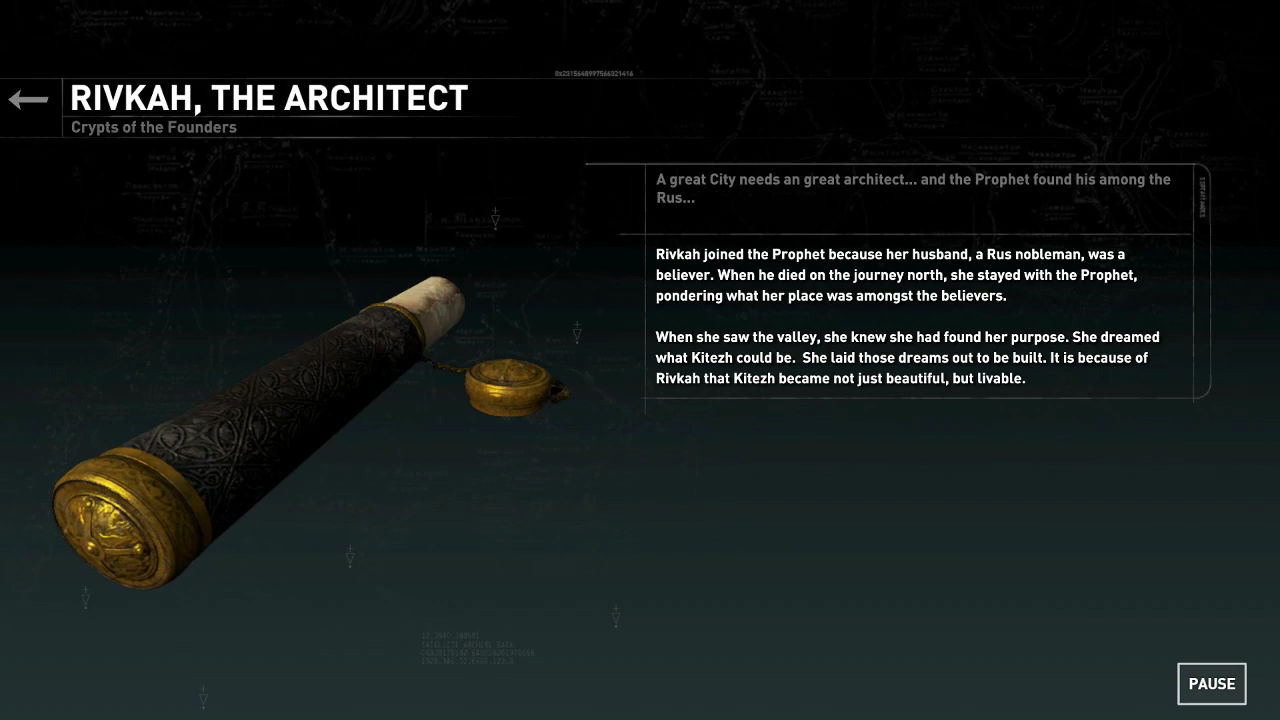 RIVKAH, THE ARCHITECT
Crypts of the Founders
A great City needs an great architect... and the Prophet found his among the
Rus...
Rivkah joined the Prophet because her husband, a Rus nobleman, was a
believer. When he died on the journey north, she stayed with the Prophet,
pondering what her place was amongst the believers.
When she saw the valley, she knew she had found her purpose. She dreamed
what Kitezh could be. She laid those dreams out to be built. It is because of
Rivkah that Kitezh became not just beautiful, but livable.
PAUSE